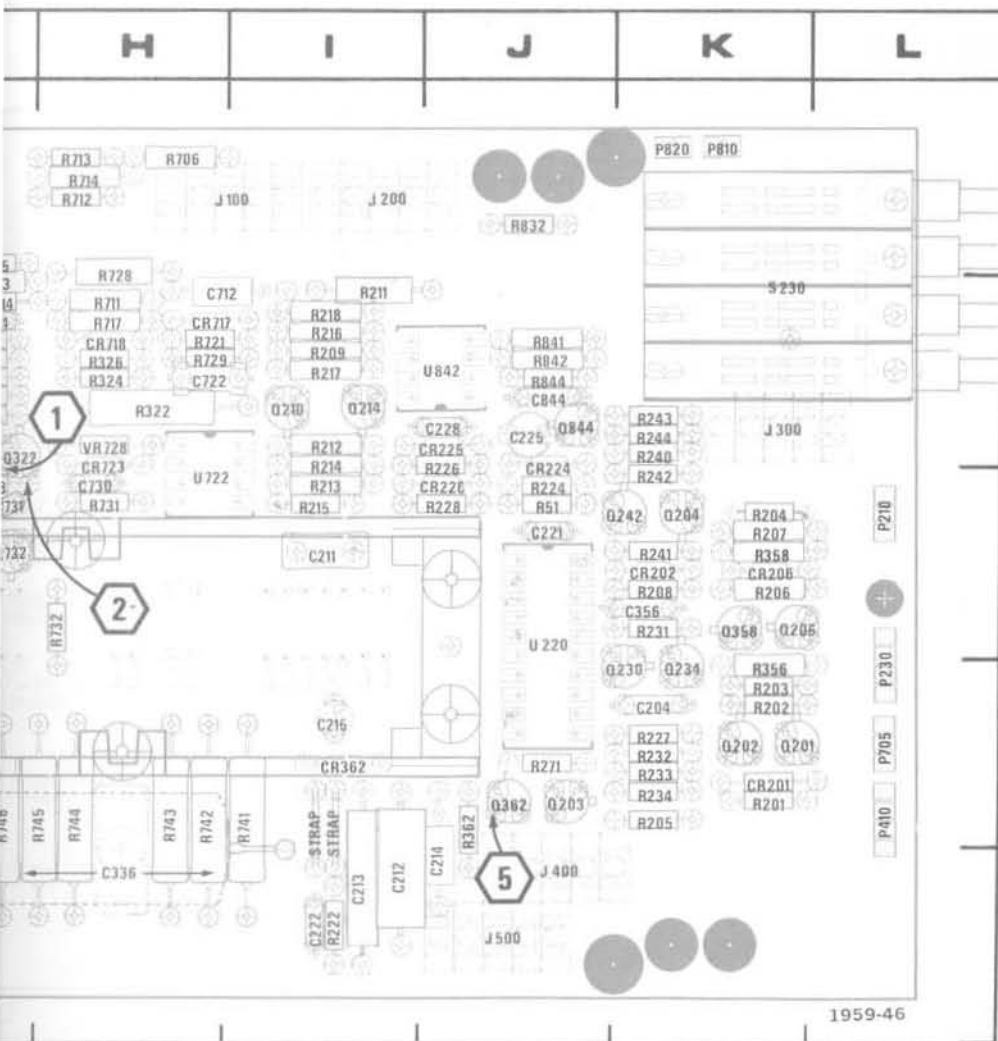 H I J K L
P820 P810
R713 R706
R714
R712 J100 J200
R832
R728
C712 R211
S230
R711 R218
R717 CR717 R216
CR718 R721 R209 R841
R326 R729 R217 U842 R842
R324 C722 R844
C844
R322 Q210 Q214
1
C228 C225 Q844 R243
R244 J300
VR728 R212 CR225 R240
Q322 CR723 U722 R214 R226 CR224 R242
C730 R213 CR226 R224
R731 R215 R228 R51 Q242 Q204 R204 P210
C221 R207
C211 R241 R358
CR202 CR206
2 R208 R206
C356
R732 U220 R231 Q358 Q206
Q230 Q234 R356 P230
R203
C204 R202
C216
R227 Q202 Q201 P705
R232
CR362 R271 R233 CR201
R234 R201
Q362 Q203 R205 P410
R745 R744 R743 R742 R741 STRAP STRAP R362
C336 C213 C212 C214 5 J400
C222 R222 J500
1959-46